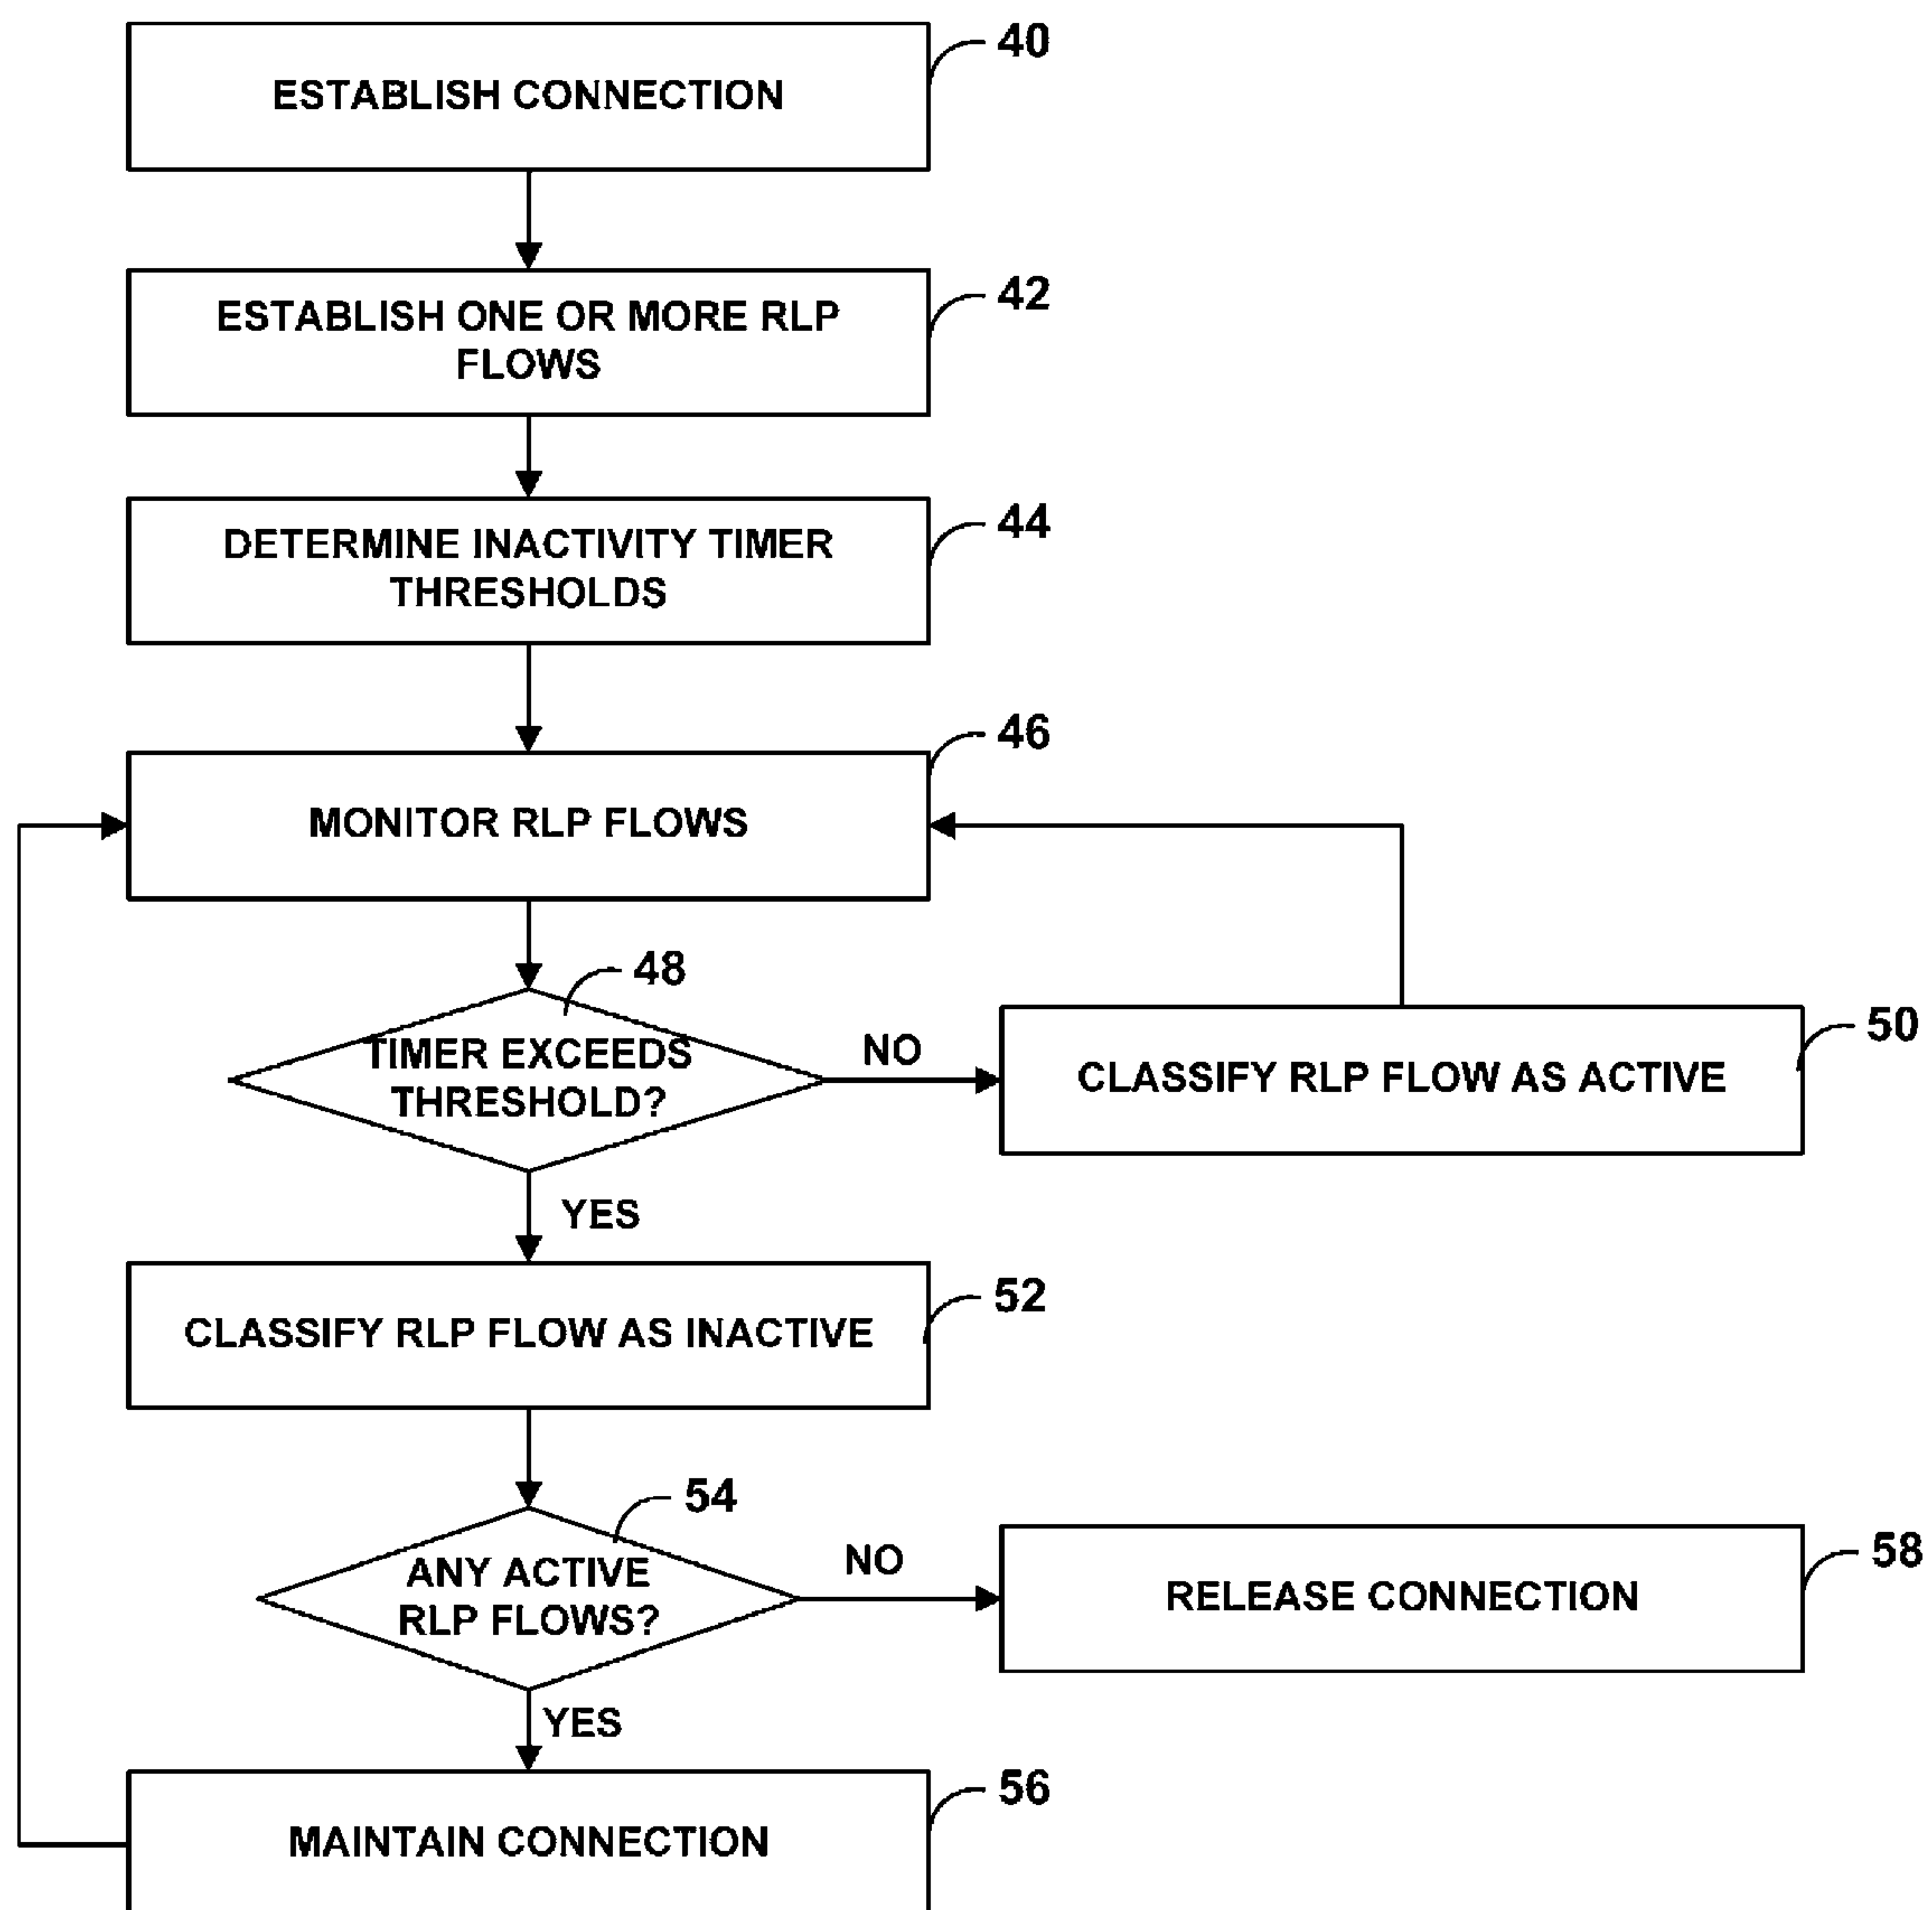 ESTABLISH CONNECTION
40
ESTABLISH ONE OR MORE RLP
FLOWS
42
DETERMINE INACTIVITY TIMER
THRESHOLDS
44
MONITOR RLP FLOWS
46
48
TIMER EXCEEDS
THRESHOLD?
NO
CLASSIFY RLP FLOW AS ACTIVE
50
YES
CLASSIFY RLP FLOW AS INACTIVE
52
54
ANY ACTIVE
RLP FLOWS?
NO
RELEASE CONNECTION
58
YES
MAINTAIN CONNECTION
56